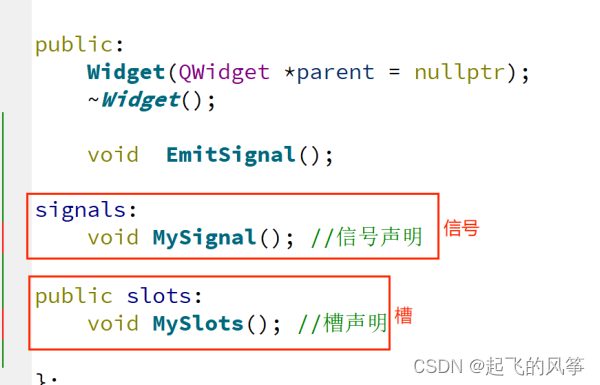 public:
Widget(QWidget *parent = nullptr);
~Widget();
void EmitSignal();
signals:
void MySignal(); //信号声明
信号
public slots:
void MySlots(); //槽声明
槽
};
CSDN @起飞的风筝